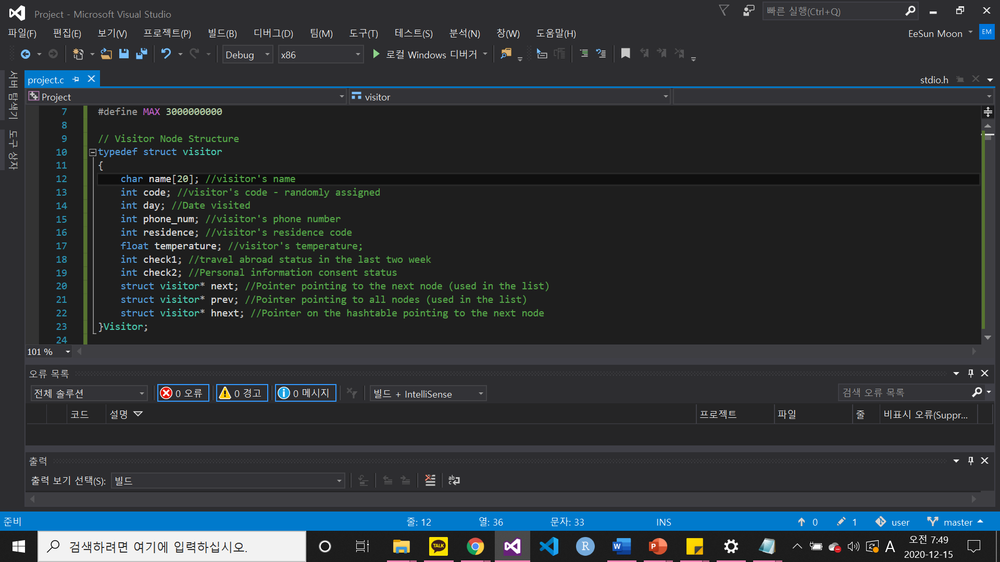 Project - Microsoft Visual Studio
빠른 실행(Ctrl+Q)
파일(F) 편집(E) 보기(V) 프로젝트(P) 빌드(B) 디버그(D) 팀(M) 도구(T) 테스트(S) 분석(N) 창(W) 도움말(H)
EeSun Moon EM
Debug x86 로컬 Windows 디버거
서버 탐색기
도구 상자
project.c
stdio.h
Project visitor
7 #define MAX 3000000000
8
9 // Visitor Node Structure
10 typedef struct visitor
11 {
12 char name[20]; //visitor's name
13 int code; //visitor's code - randomly assigned
14 int day; //Date visited
15 int phone_num; //visitor's phone number
16 int residence; //visitor's residence code
17 float temperature; //visitor's temperature;
18 int check1; //travel abroad status in the last two week
19 int check2; //Personal information consent status
20 struct visitor* next; //Pointer pointing to the next node (used in the list)
21 struct visitor* prev; //Pointer pointing to all nodes (used in the list)
22 struct visitor* hnext; //Pointer on the hashtable pointing to the next node
23 }Visitor;
24
101 %
오류 목록
전체 솔루션 0 오류 0 경고 0 메시지 빌드 + IntelliSense 검색 오류 목록
코드 설명 프로젝트 파일 줄 비표시 오류(Suppr...
출력
출력 보기 선택(S): 빌드
준비 줄: 12 열: 36 문자: 33 INS 0 1 user master
검색하려면 여기에 입력하십시오.
TALK
A
오전 7:49
2020-12-15